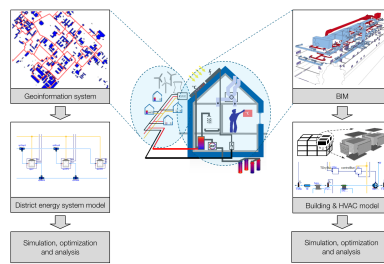 Geoinformation system
BIM
District energy system model
Building & HVAC model
Simulation, optimization
and analysis
Simulation, optimization
and analysis